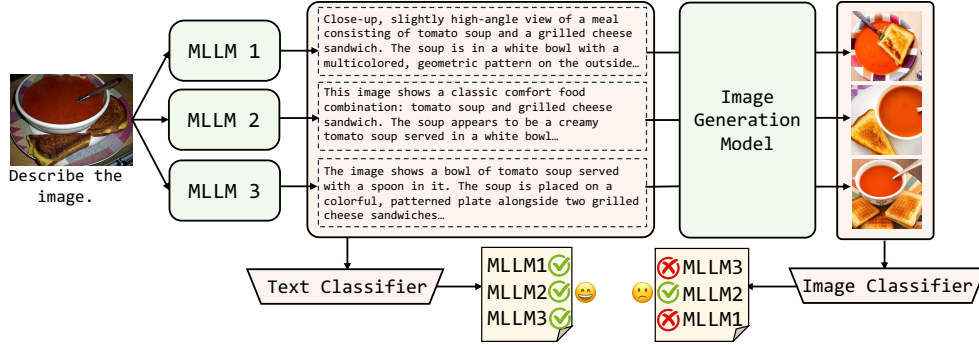 Describe the
image.
MLLM 1
MLLM 2
MLLM 3
Close-up, slightly high-angle view of a meal
consisting of tomato soup and a grilled cheese
sandwich. The soup is in a white bowl with a
multicolored, geometric pattern on the outside…
This image shows a classic comfort food
combination: tomato soup and grilled cheese
sandwich. The soup appears to be a creamy
tomato soup served in a white bowl…
The image shows a bowl of tomato soup served
with a spoon in it. The soup is placed on a
colorful, patterned plate alongside two grilled
cheese sandwiches…
Image
Generation
Model
Text Classifier
MLLM1
MLLM2
MLLM3
MLLM3
MLLM2
MLLM1
Image Classifier